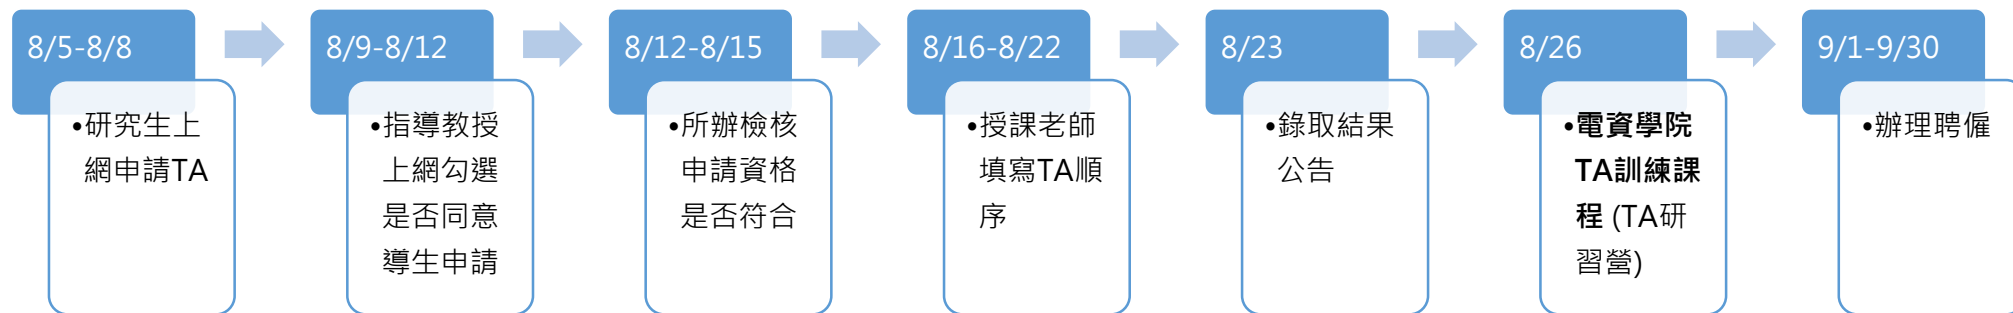 8/5-8/8
•研究生上
網申請TA
8/9-8/12
•指導教授
上網勾選
是否同意
導生申請
8/12-8/15
•所辦檢核
申請資格
是否符合
8/16-8/22
•授課老師
填寫TA順
序
8/23
•錄取結果
公告
8/26
•電資學院
TA訓練課
程 (TA研
習營)
9/1-9/30
•辦理聘僱